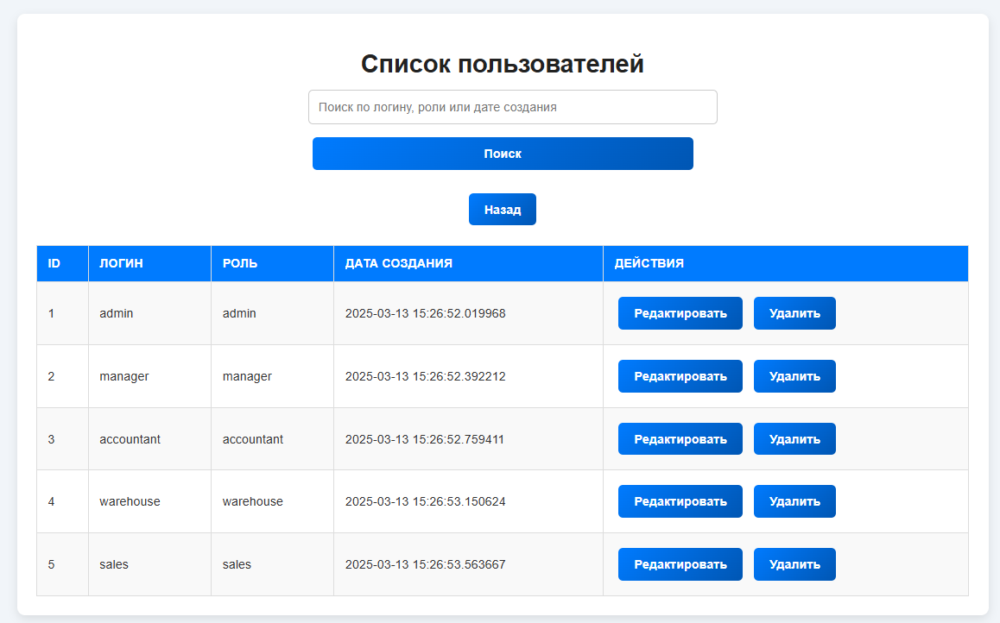 Список пользователей
Поиск по логину, роли или дате создания
Поиск
Назад
ID ЛОГИН РОЛЬ ДАТА СОЗДАНИЯ ДЕЙСТВИЯ
1 admin admin 2025-03-13 15:26:52.019968 Редактировать Удалить
2 manager manager 2025-03-13 15:26:52.392212 Редактировать Удалить
3 accountant accountant 2025-03-13 15:26:52.759411 Редактировать Удалить
4 warehouse warehouse 2025-03-13 15:26:53.150624 Редактировать Удалить
5 sales sales 2025-03-13 15:26:53.563667 Редактировать Удалить